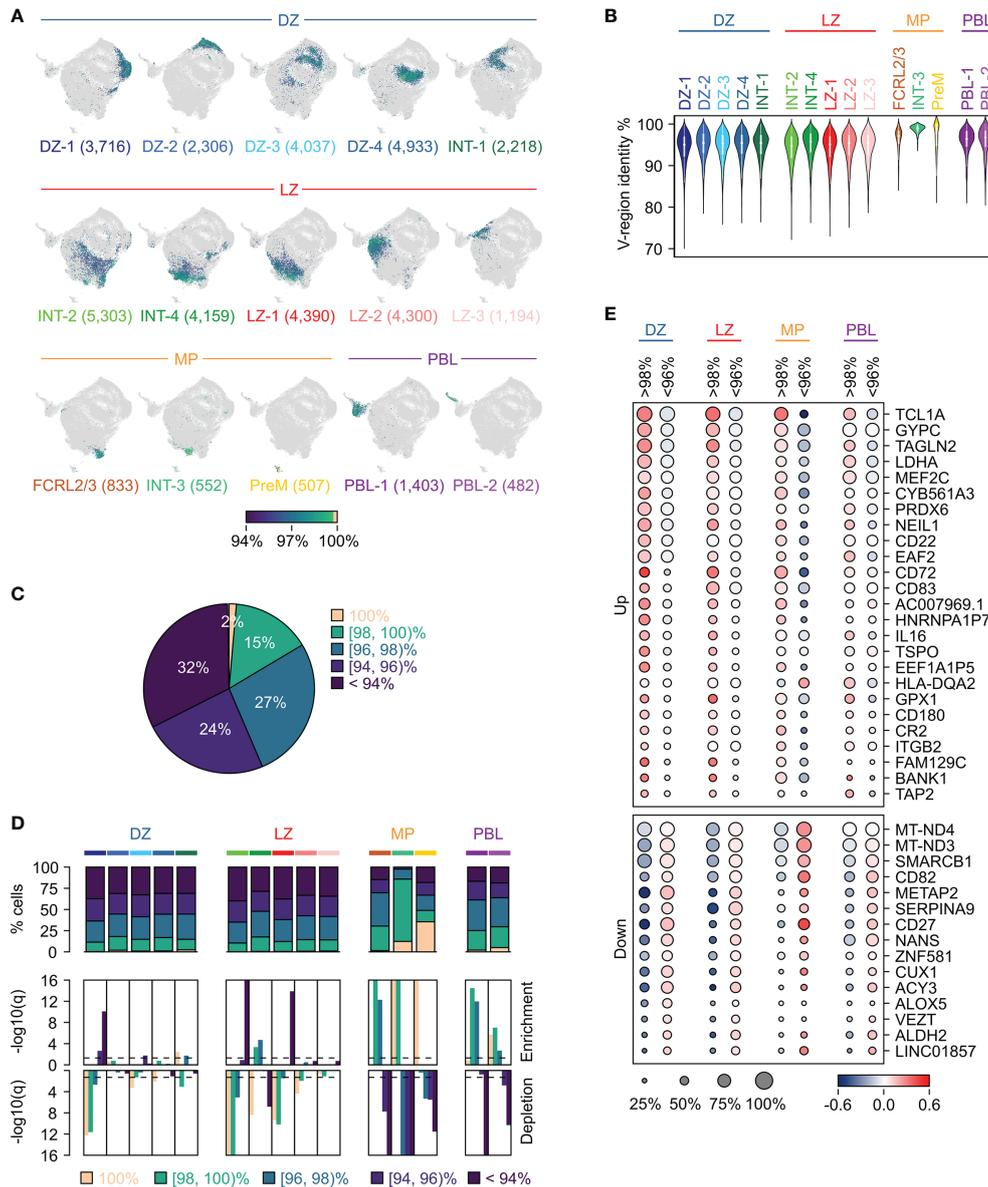 A
DZ
DZ-1 (3,716) DZ-2 (2,306) DZ-3 (4,037) DZ-4 (4,933) INT-1 (2,218)
LZ
INT-2 (5,303) INT-4 (4,159) LZ-1 (4,390) LZ-2 (4,300) LZ-3 (1,194)
MP PBL
FCRL2/3 (833) INT-3 (552) PreM (507) PBL-1 (1,403) PBL-2 (482)
94% 97% 100%
B
DZ LZ MP PBL
DZ-1 DZ-2 DZ-3 DZ-4 INT-1 INT-2 INT-4 LZ-1 LZ-2 LZ-3 FCRL2/3 INT-3 PreM PBL-1 PBL-2
V-region identity %
100
90
80
70
C
2%
15%
27%
24%
32%
100%
[98, 100)%
[96, 98)%
[94, 96)%
< 94%
D
DZ LZ MP PBL
% cells
100
75
50
25
0
-log10(q)
16
12
8
4
0
Enrichment
-log10(q)
4
8
12
16
Depletion
100% [98, 100)% [96, 98)% [94, 96)% < 94%
E
DZ LZ MP PBL
>98% <96% >98% <96% >98% <96% >98% <96%
Up
TCL1A
GYPC
TAGLN2
LDHA
MEF2C
CYB561A3
PRDX6
NEIL1
CD22
EAF2
CD72
CD83
AC007969.1
HNRNPA1P7
IL16
TSPO
EEF1A1P5
HLA-DQA2
GPX1
CD180
CR2
ITGB2
FAM129C
BANK1
TAP2
Down
MT-ND4
MT-ND3
SMARCB1
CD82
METAP2
SERPINA9
CD27
NANS
ZNF581
CUX1
ACY3
ALOX5
VEZT
ALDH2
LINC01857
25% 50% 75% 100%
-0.6 0.0 0.6